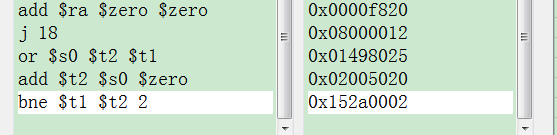 add $ra $zero $zero 0x0000f820
j 18 0x08000012
or $s0 $t2 $t1 0x01498025
add $t2 $s0 $zero 0x02005020
bne $t1 $t2 2 0x152a0002